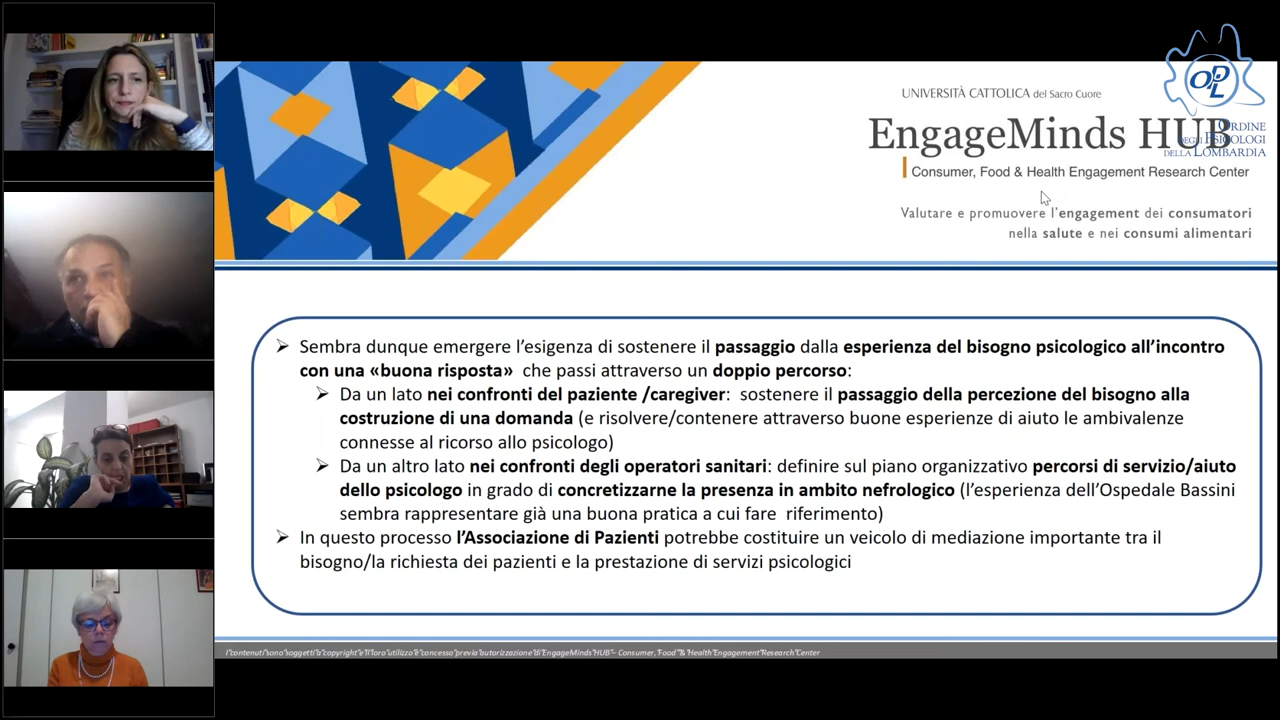 UNIVERSITÀ CATTOLICA del Sacro Cuore
EngageMinds HUB
Consumer, Food & Health Engagement Research Center
Valutare e promuovere l'engagement dei consumatori
nella salute e nei consumi alimentari
OPL
ORDINE
DEGLI PSICOLOGI
DELLA LOMBARDIA
➢ Sembra dunque emergere l'esigenza di sostenere il passaggio dalla esperienza del bisogno psicologico all'incontro
con una «buona risposta» che passi attraverso un doppio percorso:
➢ Da un lato nei confronti del paziente /caregiver: sostenere il passaggio della percezione del bisogno alla
costruzione di una domanda (e risolvere/contenere attraverso buone esperienze di aiuto le ambivalenze
connesse al ricorso allo psicologo)
➢ Da un altro lato nei confronti degli operatori sanitari: definire sul piano organizzativo percorsi di servizio/aiuto
dello psicologo in grado di concretizzarne la presenza in ambito nefrologico (l'esperienza dell'Ospedale Bassini
sembra rappresentare già una buona pratica a cui fare riferimento)
➢ In questo processo l'Associazione di Pazienti potrebbe costituire un veicolo di mediazione importante tra il
bisogno/la richiesta dei pazienti e la prestazione di servizi psicologici
I contenuti sono soggetti a copyright e il loro utilizzo è concesso previa autorizzazione di EngageMinds HUB – Consumer, Food & Health Engagement Research Center